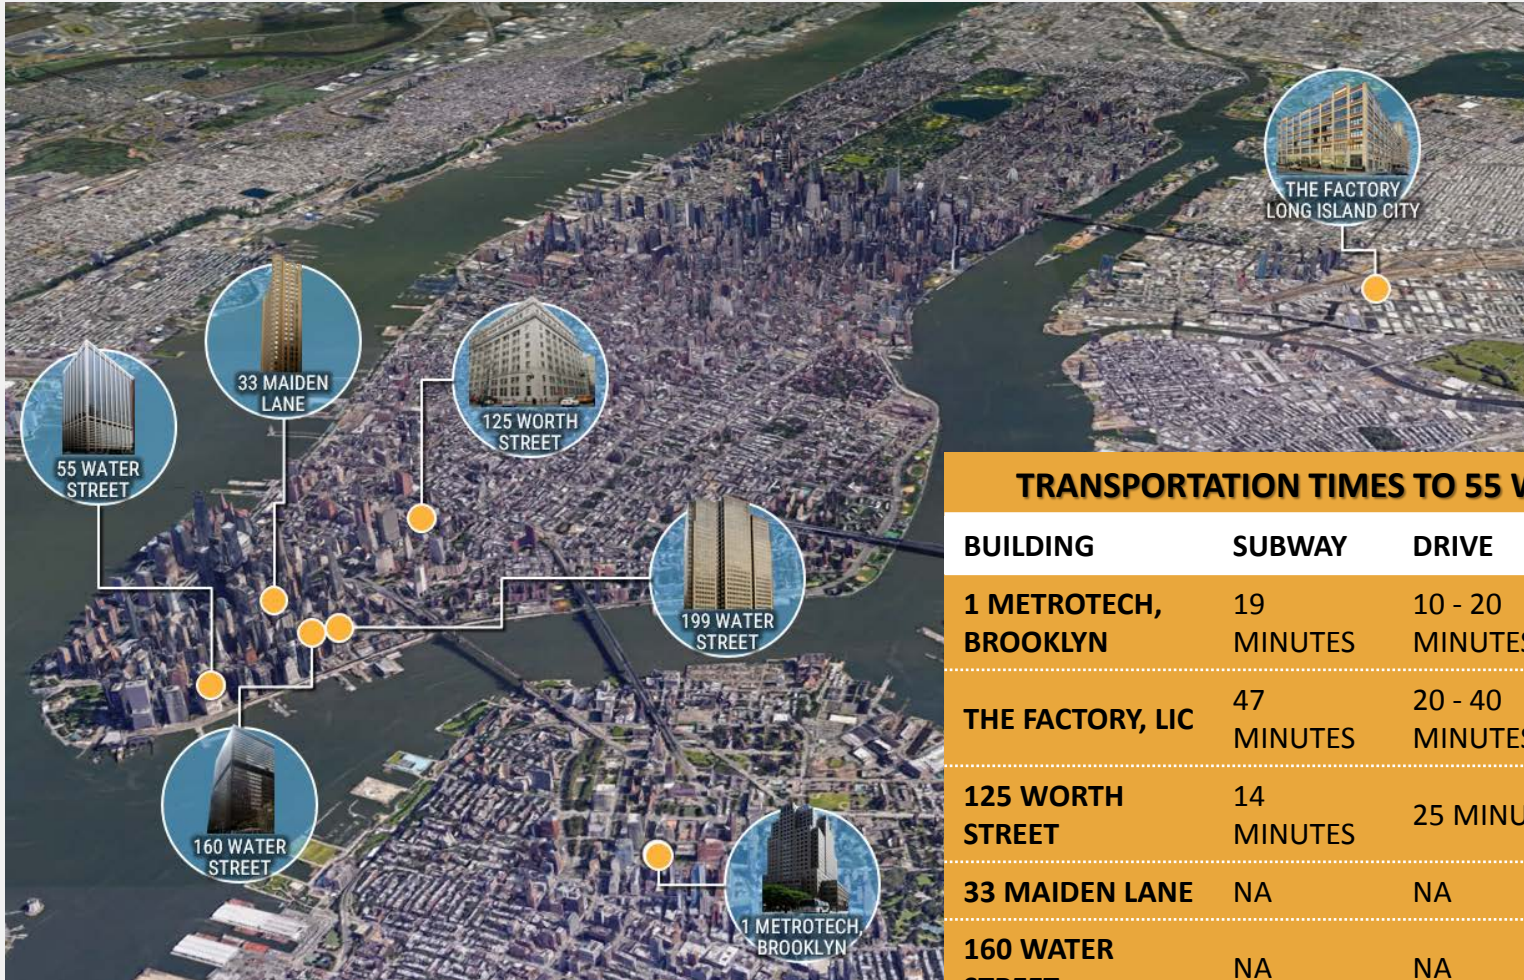 THE FACTORY
LONG ISLAND CITY
33 MAIDEN
LANE
125 WORTH
STREET
55 WATER
STREET
199 WATER
STREET
160 WATER
STREET
1 METROTECH,
BROOKLYN
TRANSPORTATION TIMES TO 55
BUILDING SUBWAY DRIVE
1 METROTECH, 19 10 - 20
BROOKLYN MINUTES MINUTES
THE FACTORY, LIC 47 20 - 40
MINUTES MINUTES
125 WORTH 14 25
STREET MINUTES
33 MAIDEN LANE NA NA
160 WATER NA NA